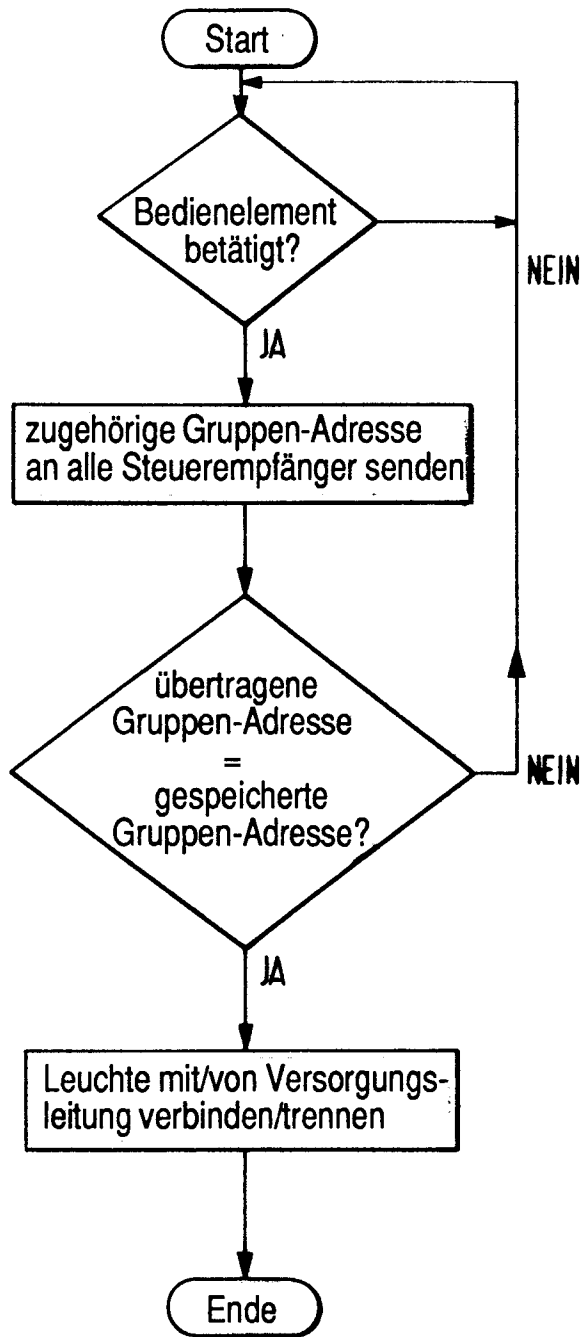 Start
Bedienelement
betätigt?
NEIN
JA
zugehörige Gruppen-Adresse
an alle Steuerempfänger senden
übertragene
Gruppen-Adresse
=
gespeicherte
Gruppen-Adresse?
NEIN
JA
Leuchte mit/von Versorgungs-
leitung verbinden/trennen
Ende